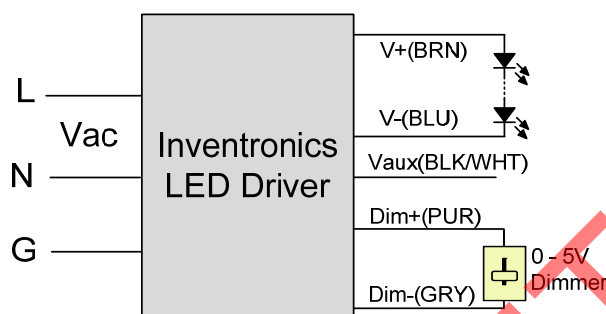 L
Vac
N
G
Inventronics
LED Driver
V+(BRN)
V-(BLU)
Vaux(BLK/WHT)
Dim+(PUR)
Dim-(GRY)
0 - 5V
Dimmer